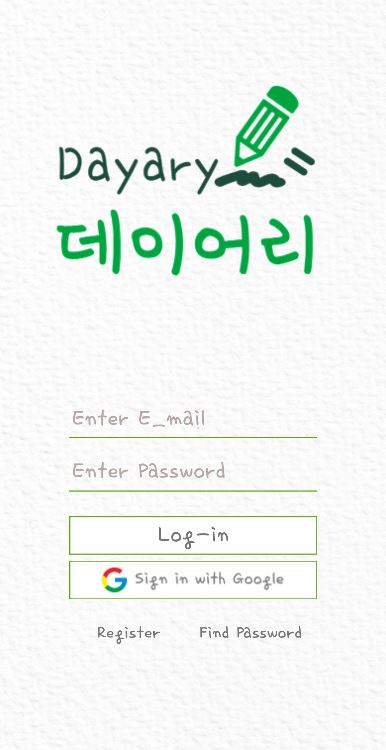 Dayary
데이어리
Enter E_mail
Enter Password
Log-in
Sign in with Google
Register Find Password